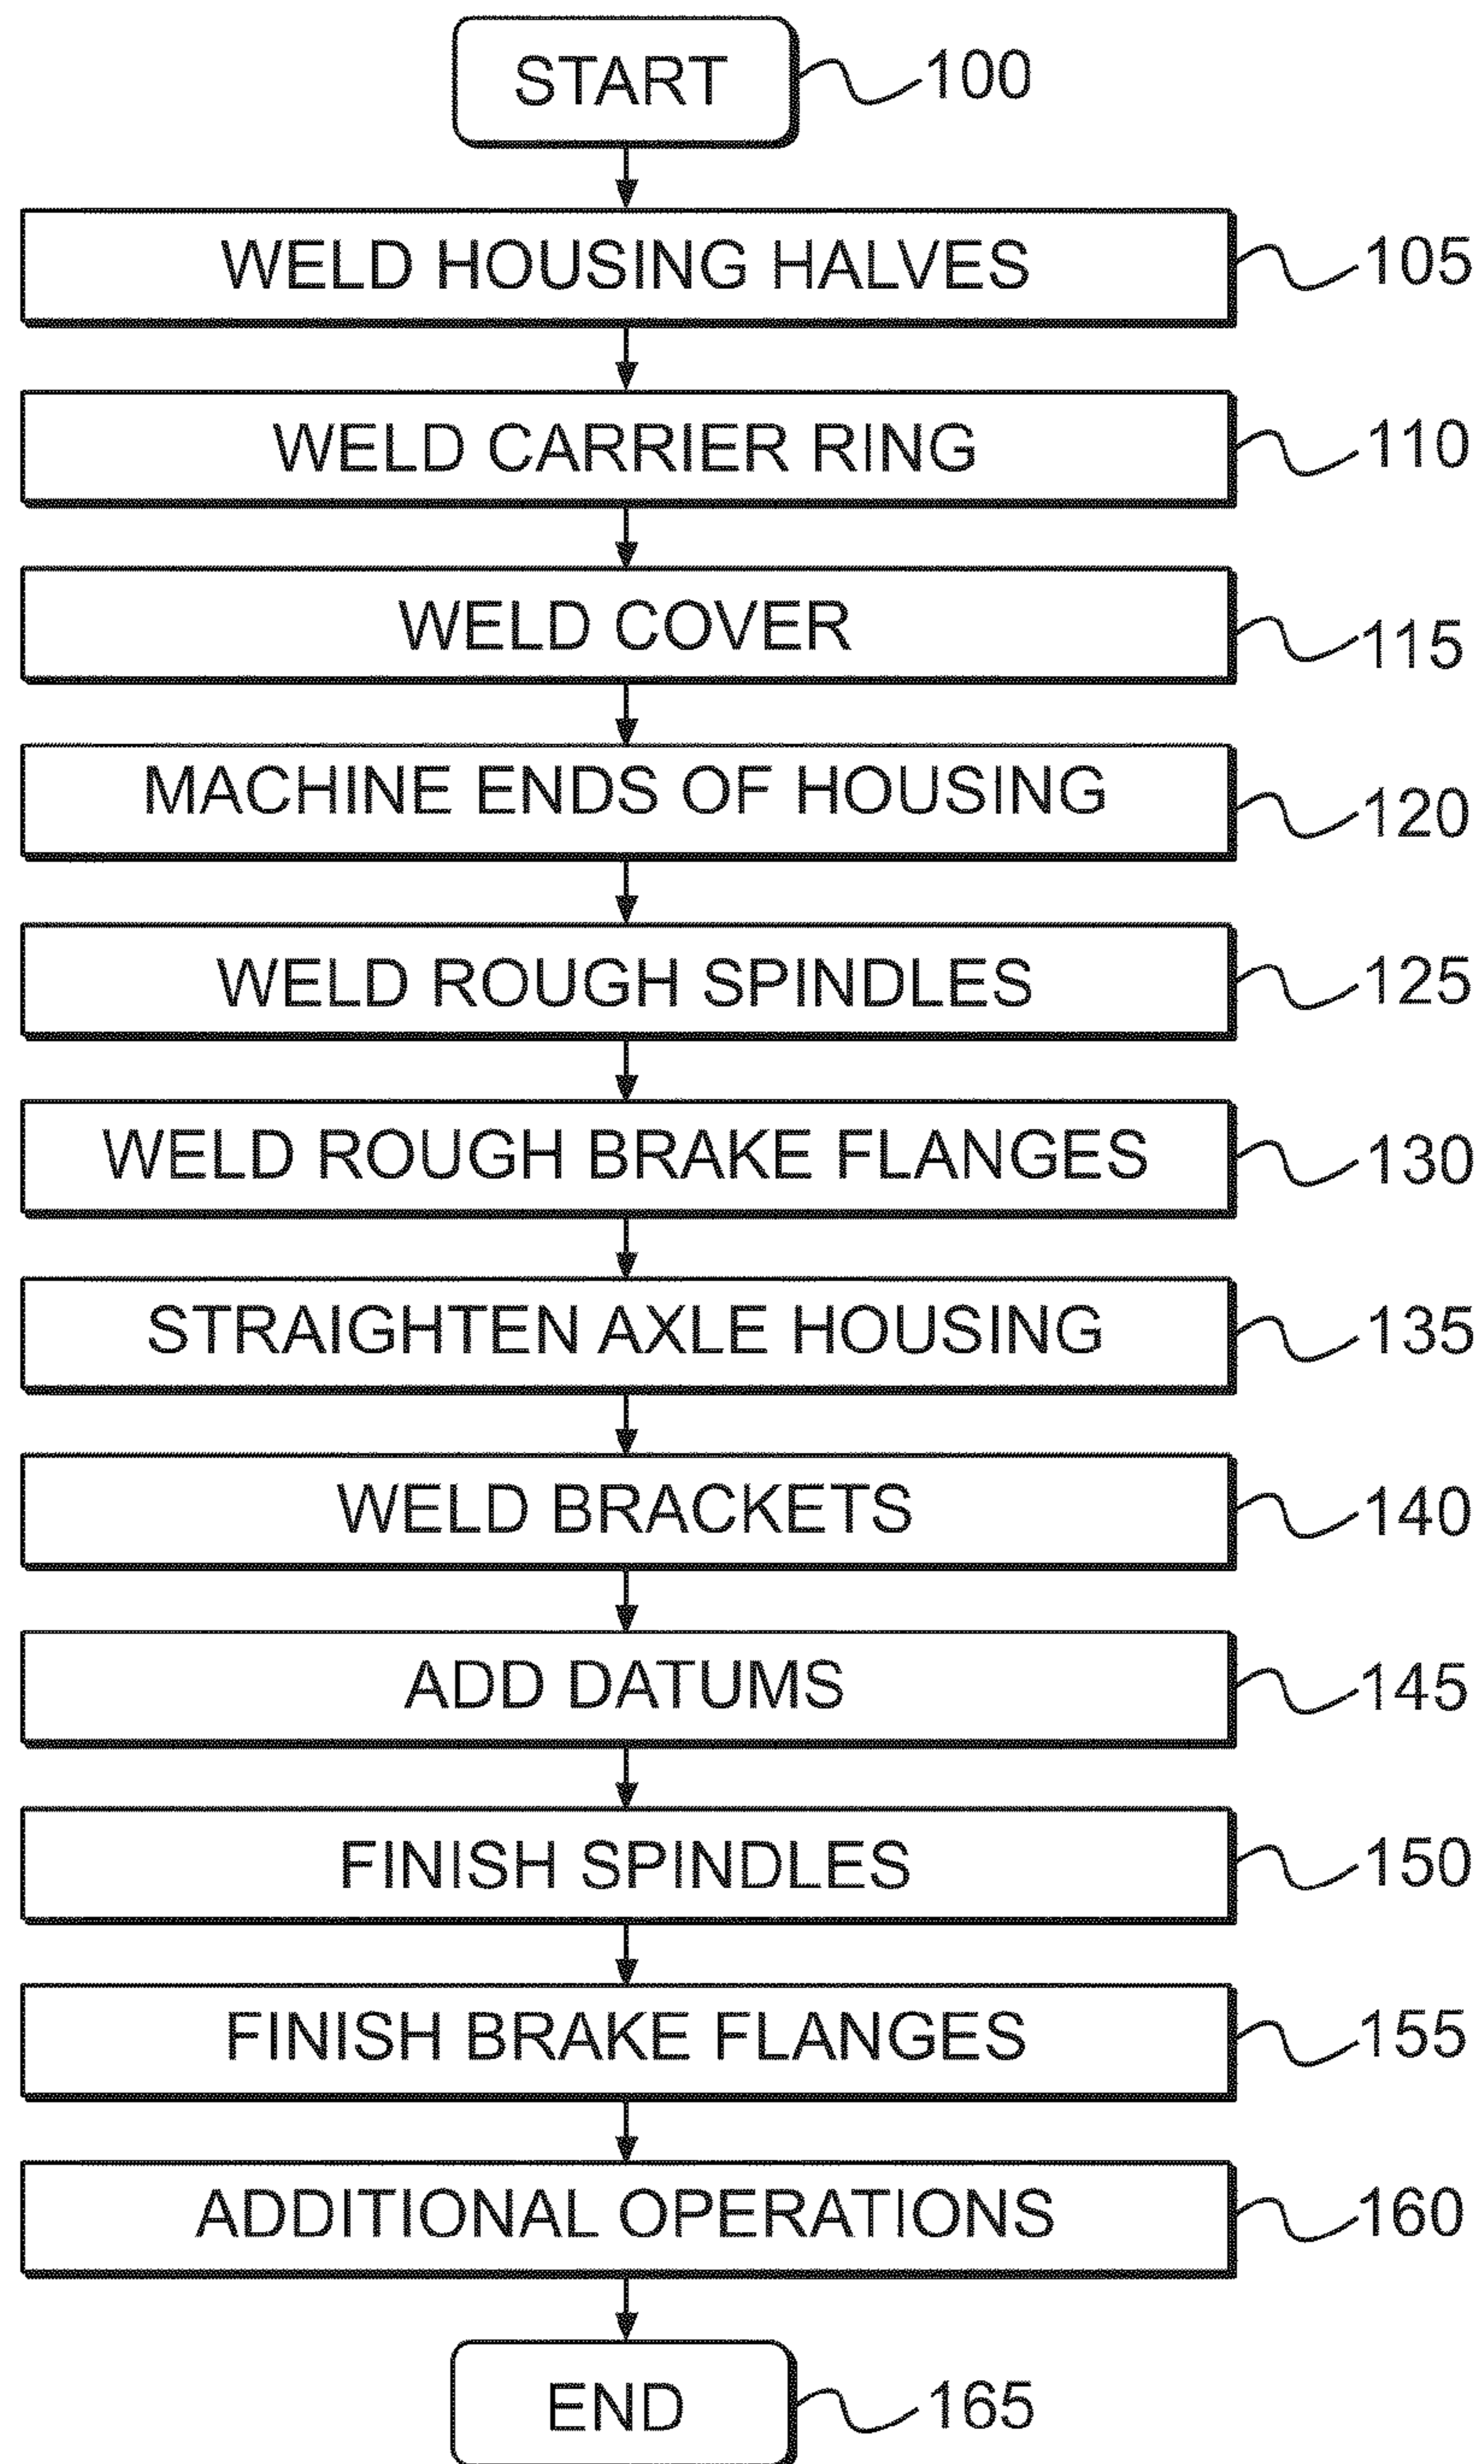 START 100
WELD HOUSING HALVES 105
WELD CARRIER RING 110
WELD COVER 115
MACHINE ENDS OF HOUSING 120
WELD ROUGH SPINDLES 125
WELD ROUGH BRAKE FLANGES 130
STRAIGHTEN AXLE HOUSING 135
WELD BRACKETS 140
ADD DATUMS 145
FINISH SPINDLES 150
FINISH BRAKE FLANGES 155
ADDITIONAL OPERATIONS 160
END 165